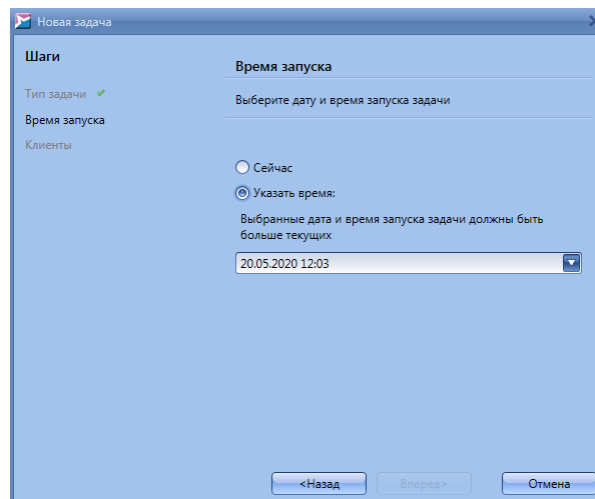 Новая задача
Шаги
Тип задачи
Время запуска
Клиенты
Время запуска
Выберите дату и время запуска задачи
Сейчас
Указать время:
Выбранные дата и время запуска задачи должны быть
больше текущих
20.05.2020 12:03
<Назад
Вперед>
Отмена